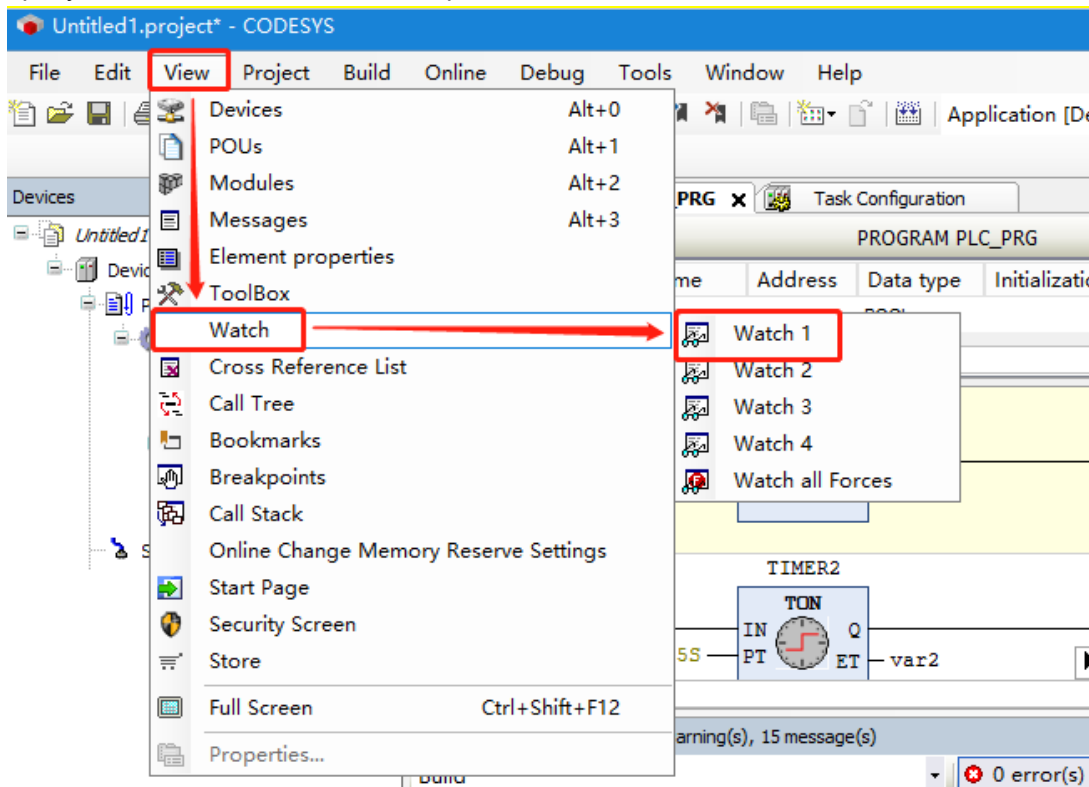 Untitled1.project* - CODESYS
File Edit View Project Build Online Debug Tools Window Help
Application [De
Devices
Untitled1
Devic
P
S
Devices Alt+0
POUs Alt+1
Modules Alt+2
Messages Alt+3
Element properties
ToolBox
Watch
Cross Reference List
Call Tree
Bookmarks
Breakpoints
Call Stack
Online Change Memory Reserve Settings
Start Page
Security Screen
Store
Full Screen Ctrl+Shift+F12
Properties...
Watch 1
Watch 2
Watch 3
Watch 4
Watch all Forces
_PRG Task Configuration
PROGRAM PLC_PRG
me Address Data type Initializatio
TIMER2
TON
IN Q
5S PT ET var2
arning(s), 15 message(s)
Build 0 error(s)